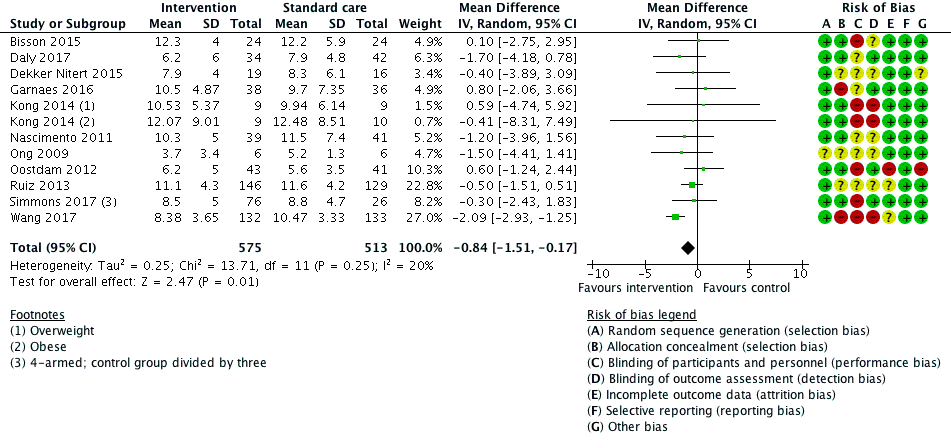 Intervention Standard care Mean Difference Mean Difference Risk of Bias
Study or Subgroup Mean SD Total Mean SD Total Weight IV, Random, 95% CI IV, Random, 95% CI A B C D E F G
Bisson 2015 12.3 4 24 12.2 5.9 24 4.9% 0.10 [-2.75, 2.95] + + − ? + + +
Daly 2017 6.2 6 34 7.9 4.8 42 6.3% -1.70 [-4.18, 0.78] + + ? + + + +
Dekker Nitert 2015 7.9 4 19 8.3 6.1 16 3.4% -0.40 [-3.89, 3.09] + ? ? ? + + ?
Garnaes 2016 10.5 4.87 38 9.7 7.35 36 4.9% 0.80 [-2.06, 3.66] + − ? + + + +
Kong 2014 (1) 10.53 5.37 9 9.94 6.14 9 1.5% 0.59 [-4.74, 5.92] + + − − + + +
Kong 2014 (2) 12.07 9.01 9 12.48 8.51 10 0.7% -0.41 [-8.31, 7.49] + + − − + + +
Nascimento 2011 10.3 5 39 11.5 7.4 41 5.2% -1.20 [-3.96, 1.56] + + ? ? + + +
Ong 2009 3.7 3.4 6 5.2 1.3 6 4.7% -1.50 [-4.41, 1.41] ? ? ? ? + + +
Oostdam 2012 6.2 5 43 5.6 3.5 41 10.3% 0.60 [-1.24, 2.44] + + − + − + −
Ruiz 2013 11.1 4.3 146 11.6 4.2 129 22.8% -0.50 [-1.51, 0.51] + ? ? ? ? + +
Simmons 2017 (3) 8.5 5 76 8.8 4.7 26 8.2% -0.30 [-2.43, 1.83] + + − + + + +
Wang 2017 8.38 3.65 132 10.47 3.33 133 27.0% -2.09 [-2.93, -1.25] + − − − ? + +
Total (95% CI) 575 513 100.0% -0.84 [-1.51, -0.17]
Heterogeneity: Tau² = 0.25; Chi² = 13.71, df = 11 (P = 0.25); I² = 20%
Test for overall effect: Z = 2.47 (P = 0.01)
-10 -5 0 5 10
Favours intervention Favours control
Footnotes
(1) Overweight
(2) Obese
(3) 4-armed; control group divided by three
Risk of bias legend
(A) Random sequence generation (selection bias)
(B) Allocation concealment (selection bias)
(C) Blinding of participants and personnel (performance bias)
(D) Blinding of outcome assessment (detection bias)
(E) Incomplete outcome data (attrition bias)
(F) Selective reporting (reporting bias)
(G) Other bias